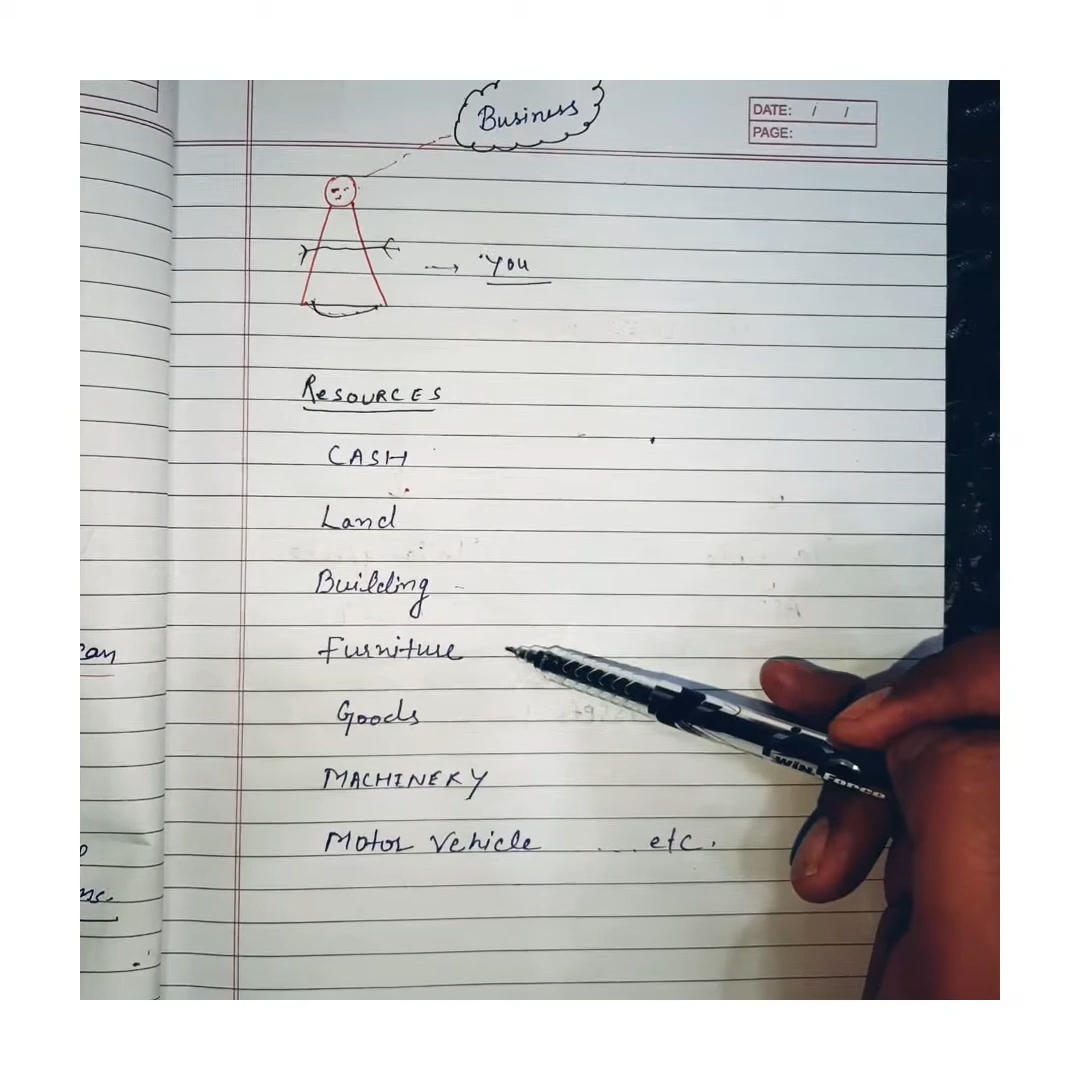 Business
DATE: / /
PAGE:
→ You
RESOURCES
CASH
Land
Building -
Furniture
Goods
MACHINERY
Motor Vehicle .... etc.